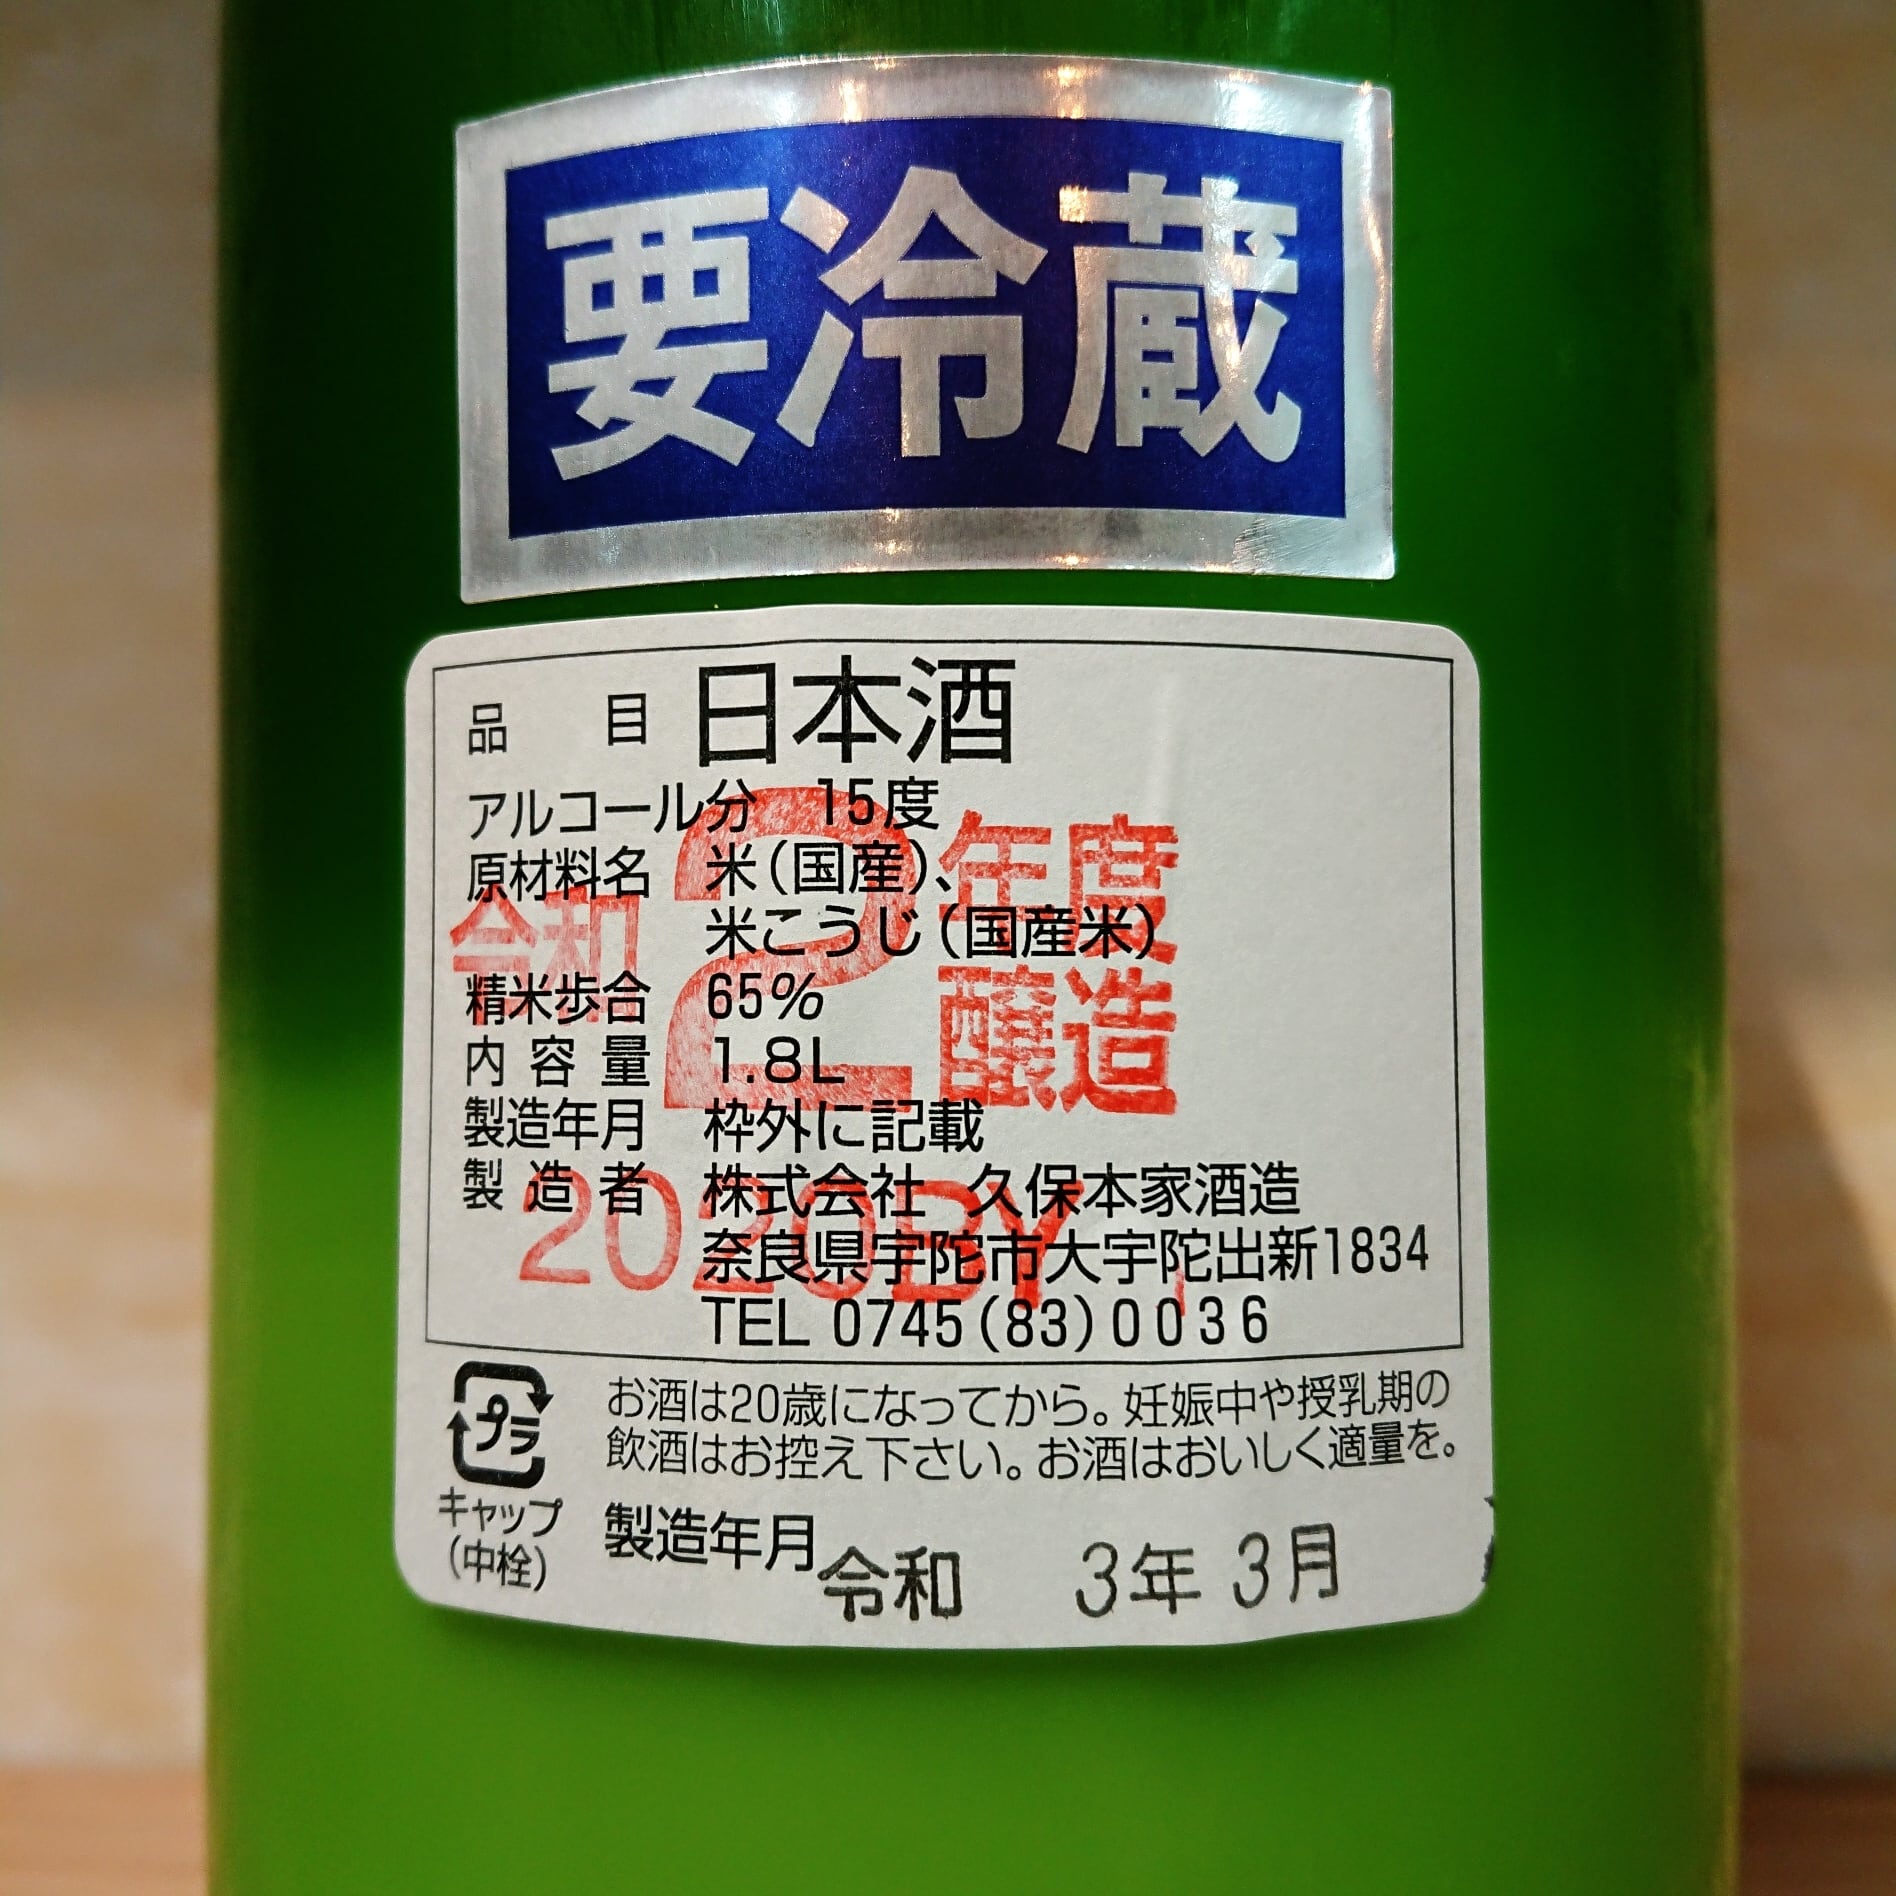 要冷蔵
品目 日本酒
アルコール分 15度
原材料名 米(国産)、
米こうじ(国産米)
精米歩合 65%
内容量 1.8L
製造年月 枠外に記載
製造者 株式会社 久保本家酒造
奈良県宇陀市大宇陀出新1834
TEL 0745(83)0036
令和2年度
醸造
2020BY
プラ
キャップ
(中栓)
お酒は20歳になってから。妊娠中や授乳期の
飲酒はお控え下さい。お酒はおいしく適量を。
製造年月 令和 3年 3月